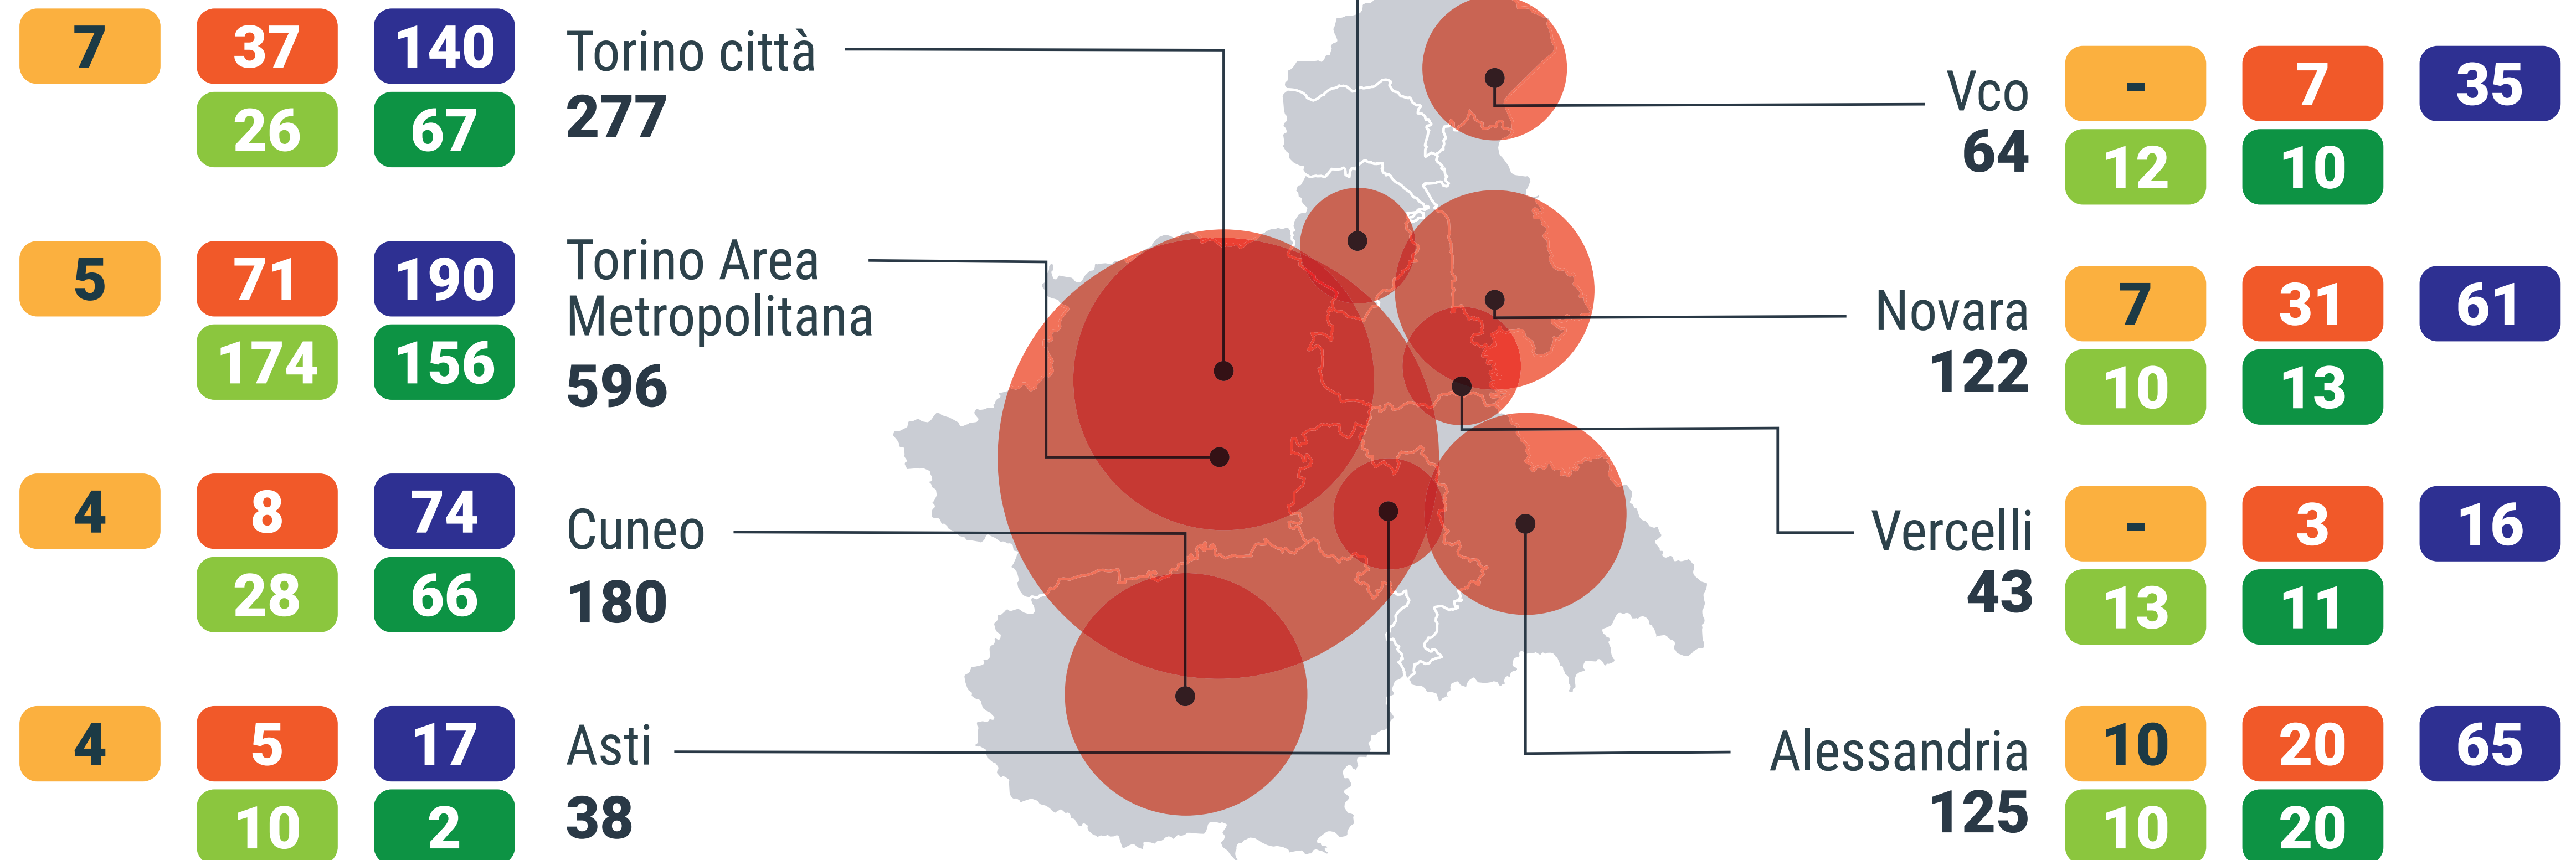 7 37 140
26 67
Torino città
277
5 71 190
174 156
Torino Area
Metropolitana
596
4 8 74
28 66
Cuneo
180
4 5 17
10 2
Asti
38
Vco
64
- 7 35
12 10
Novara
122
7 31 61
10 13
Vercelli
43
- 3 16
13 11
Alessandria
125
10 20 65
10 20